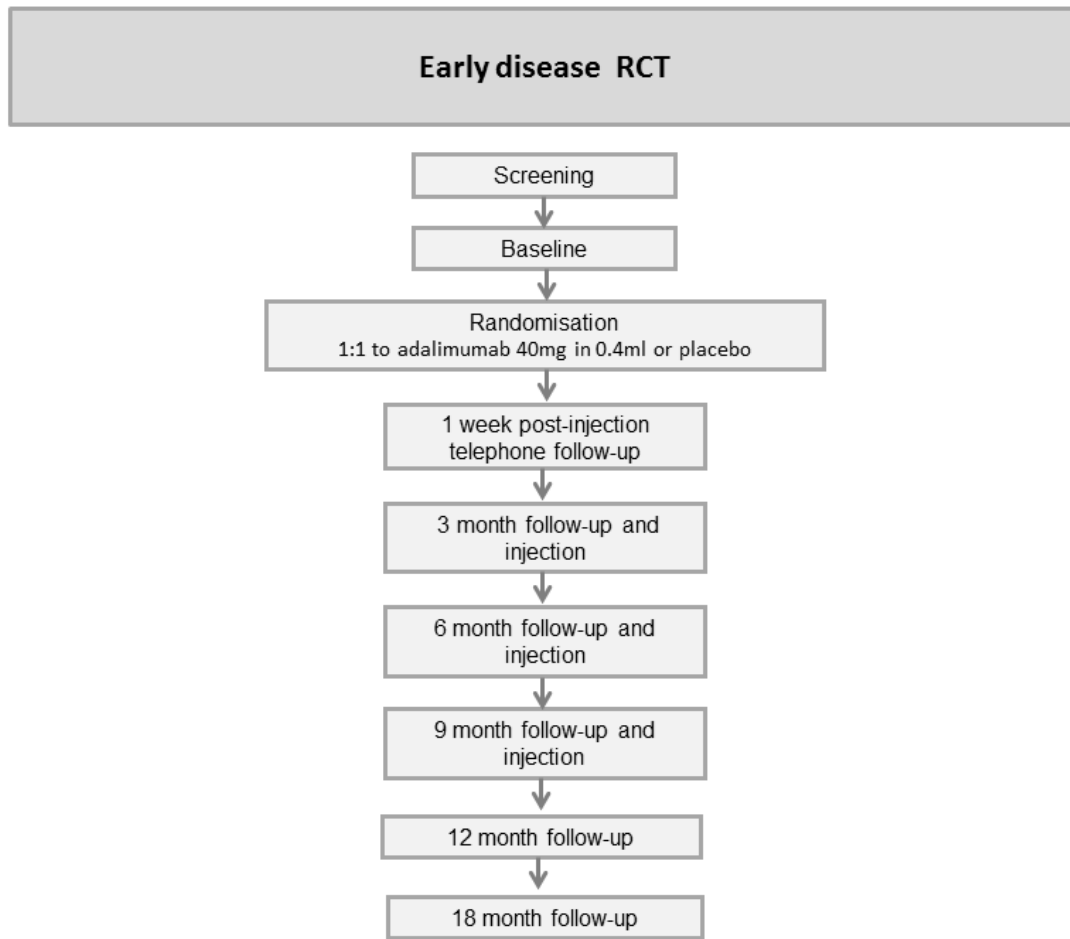 Early disease RCT
Screening
Baseline
Randomisation
1:1 to adalimumab 40mg in 0.4ml or placebo
1 week post-injection
telephone follow-up
3 month follow-up and
injection
6 month follow-up and
injection
9 month follow-up and
injection
12 month follow-up
18 month follow-up